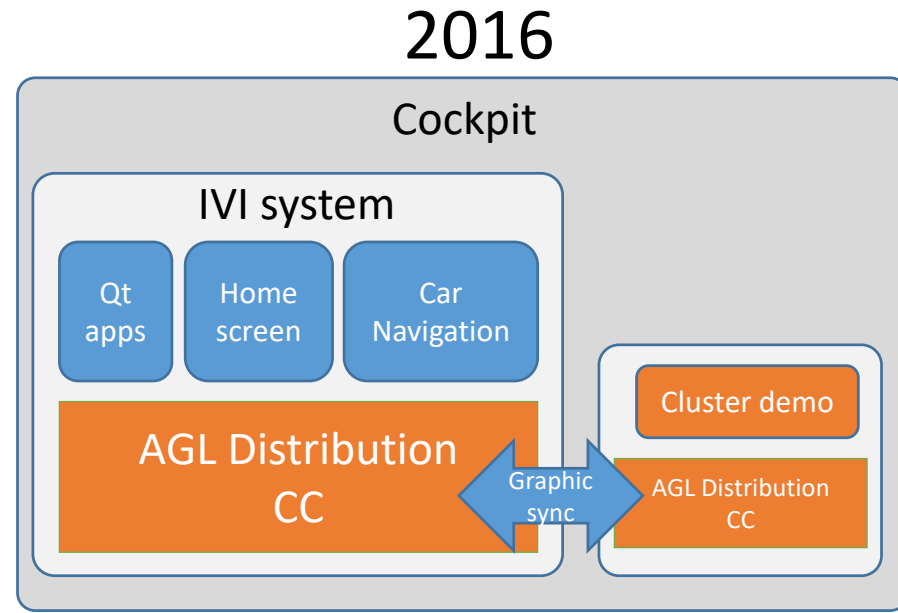 2016
Cockpit
IVI system
Qt
apps
Home
screen
Car
Navigation
AGL Distribution
CC
Graphic
sync
Cluster demo
AGL Distribution
CC